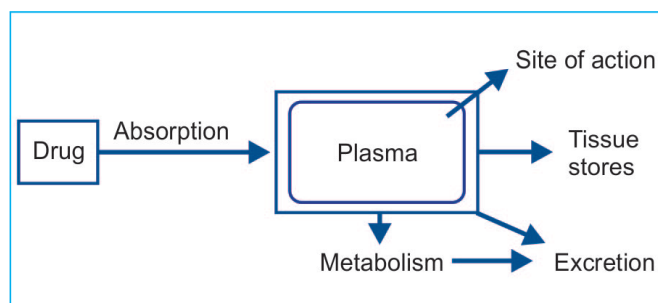 Site of action
Absorption
Drug
Plasma
Tissue
stores
Metabolism
Excretion